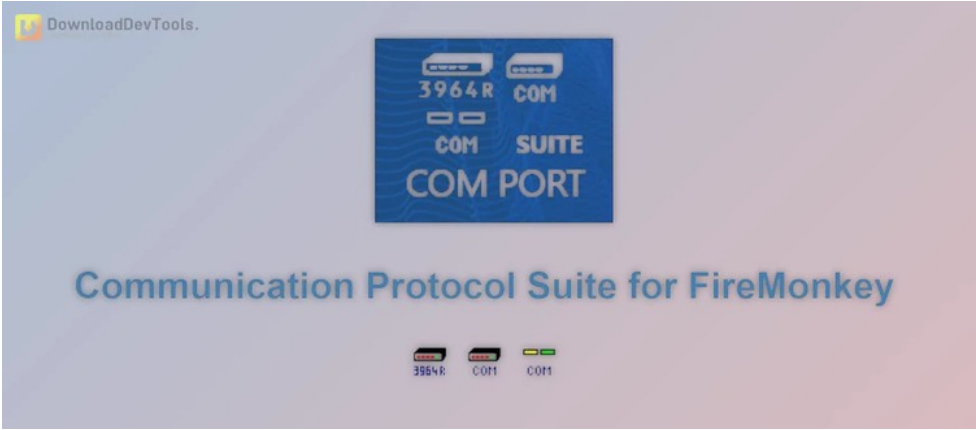 DownloadDevTools.
3964R COM
COM SUITE
COM PORT
Communication Protocol Suite for FireMonkey
3964R COM COM